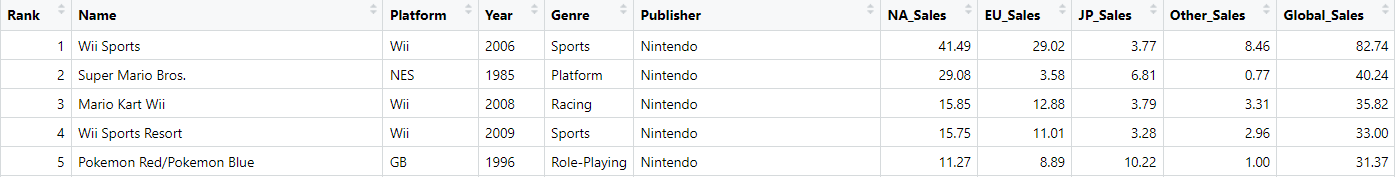 Rank Name Platform Year Genre Publisher NA_Sales EU_Sales JP_Sales Other_Sales Global_Sales
1 Wii Sports Wii 2006 Sports Nintendo 41.49 29.02 3.77 8.46 82.74
2 Super Mario Bros. NES 1985 Platform Nintendo 29.08 3.58 6.81 0.77 40.24
3 Mario Kart Wii Wii 2008 Racing Nintendo 15.85 12.88 3.79 3.31 35.82
4 Wii Sports Resort Wii 2009 Sports Nintendo 15.75 11.01 3.28 2.96 33.00
5 Pokemon Red/Pokemon Blue GB 1996 Role-Playing Nintendo 11.27 8.89 10.22 1.00 31.37